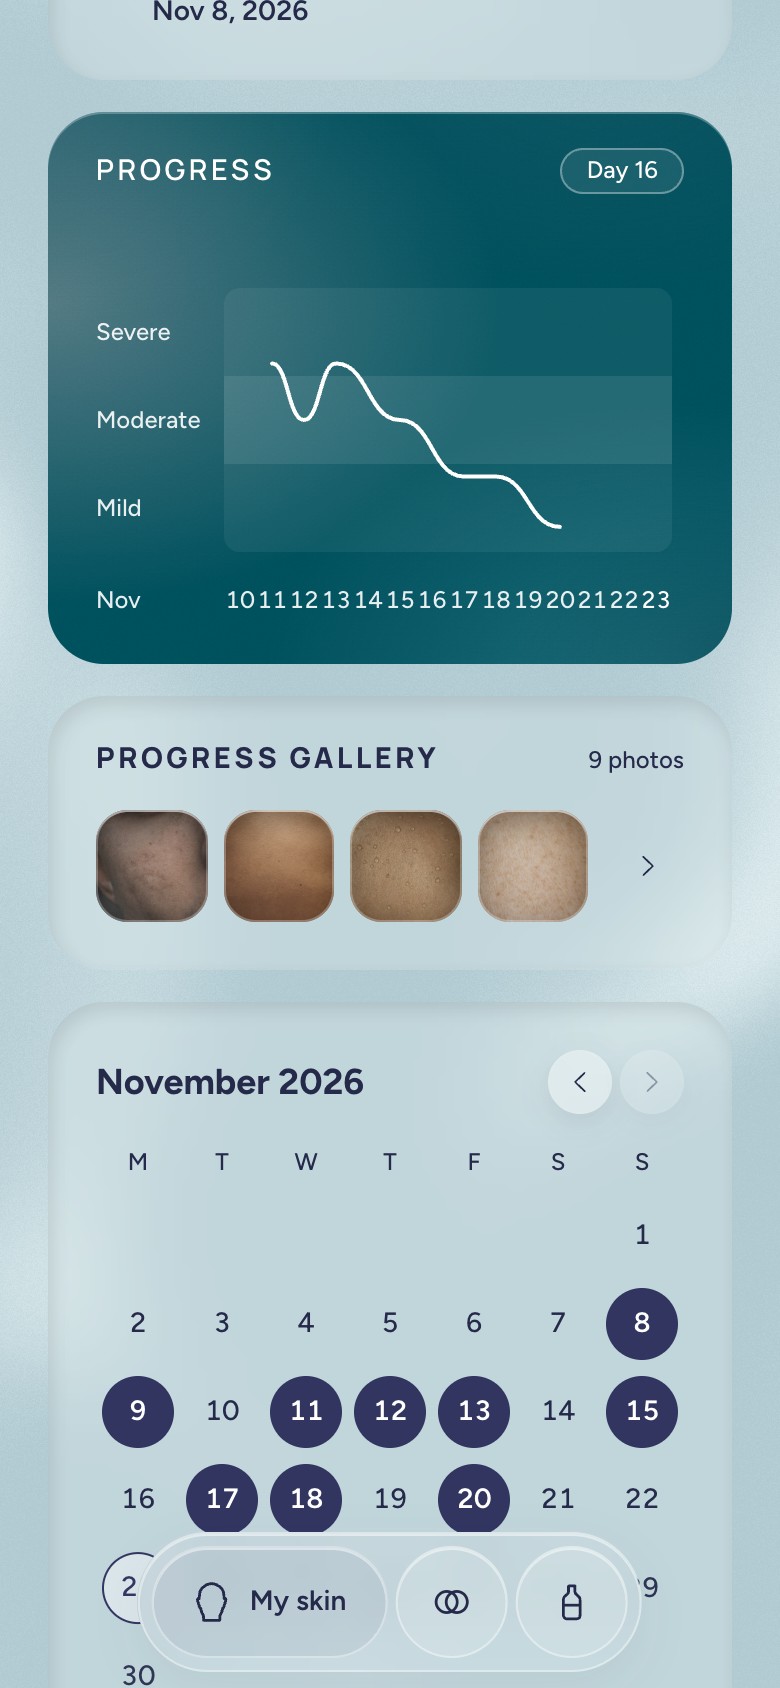 Nov 8, 2026
PROGRESS
Day 16
Severe
Moderate
Mild
Nov 10 11 12 13 14 15 16 17 18 19 20 21 22 23
PROGRESS GALLERY
9 photos
November 2026
M T W T F S S
1
2 3 4 5 6 7 8
9 10 11 12 13 14 15
16 17 18 19 20 21 22
2 9
My skin
30